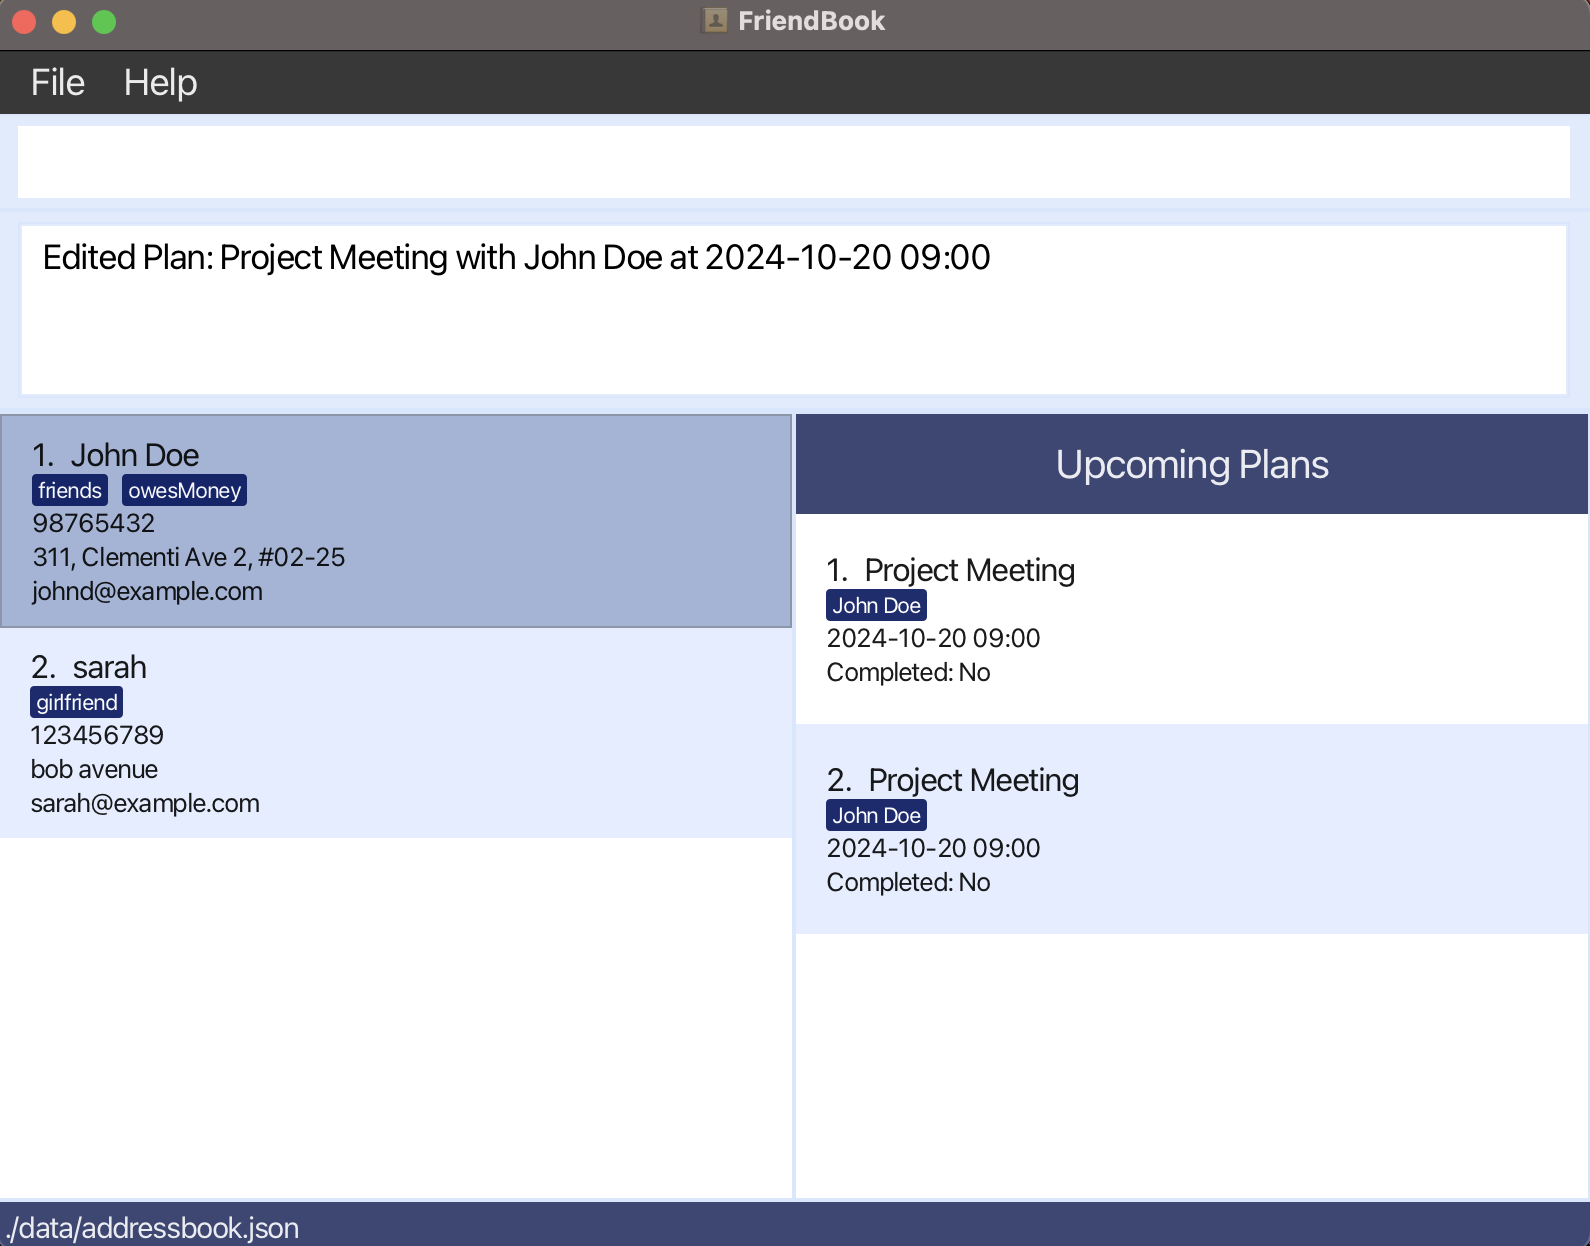 FriendBook
File Help
Edited Plan: Project Meeting with John Doe at 2024-10-20 09:00
1. John Doe
friends owesMoney
98765432
311, Clementi Ave 2, #02-25
johnd@example.com
2. sarah
girlfriend
123456789
bob avenue
sarah@example.com
Upcoming Plans
1. Project Meeting
John Doe
2024-10-20 09:00
Completed: No
2. Project Meeting
John Doe
2024-10-20 09:00
Completed: No
./data/addressbook.json